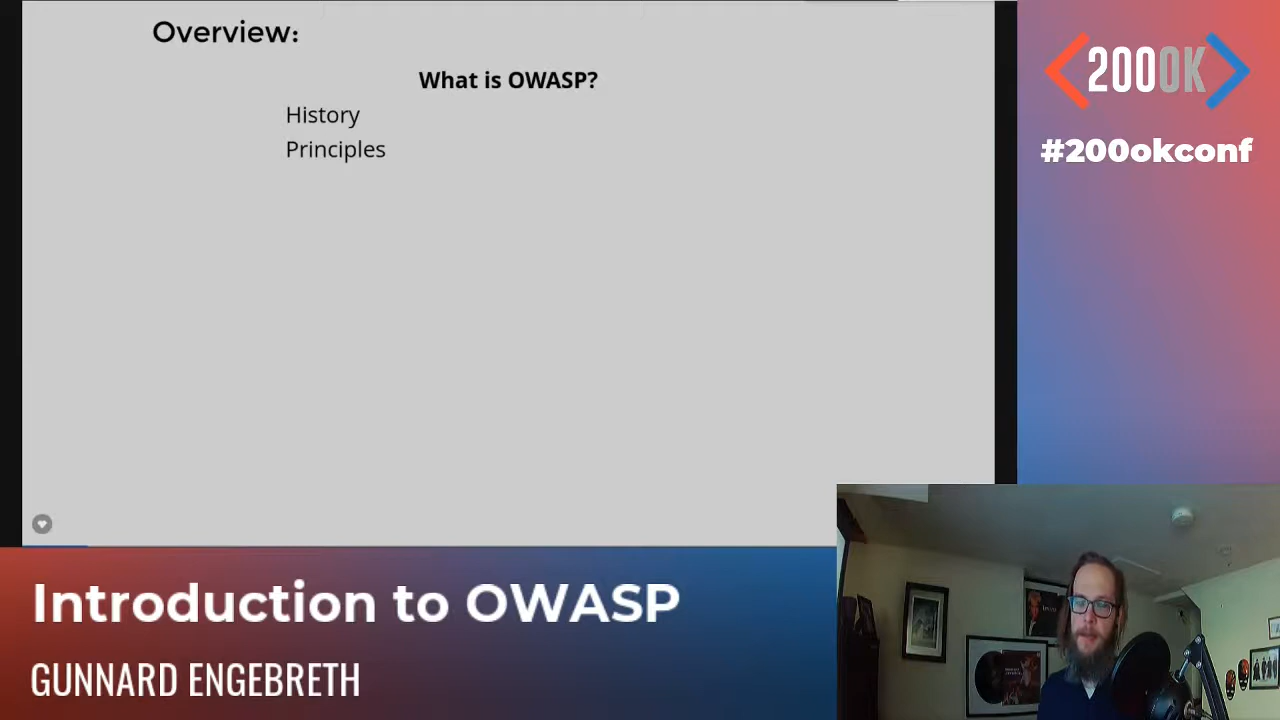 Overview:
What is OWASP?
History
Principles
200OK
#200okconf
Introduction to OWASP
GUNNARD ENGEBRETH